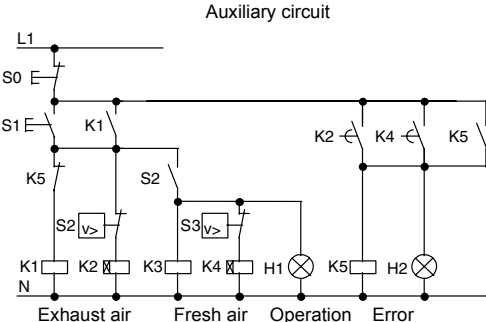 Auxiliary circuit
L1
S0
S1 K1 K2 K4 K5
K5 S2
S2 v> S3 v>
K1 K2 K3 K4 H1 K5 H2
N
Exhaust air Fresh air Operation Error